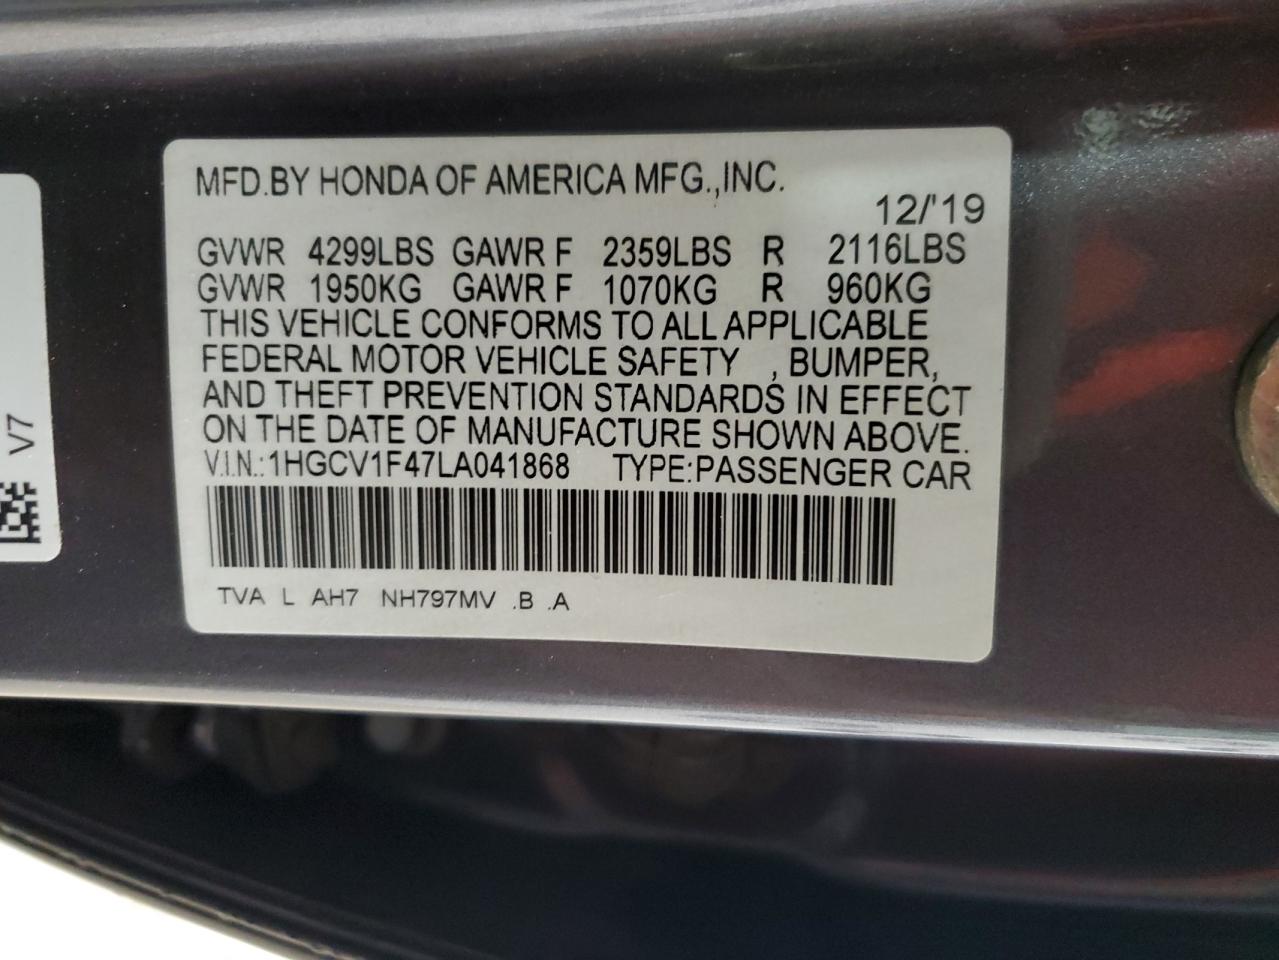 MFD.BY HONDA OF AMERICA MFG.,INC.
12/'19
GVWR 4299LBS GAWR F 2359LBS R 2116LBS
GVWR 1950KG GAWR F 1070KG R 960KG
THIS VEHICLE CONFORMS TO ALL APPLICABLE
FEDERAL MOTOR VEHICLE SAFETY , BUMPER,
AND THEFT PREVENTION STANDARDS IN EFFECT
ON THE DATE OF MANUFACTURE SHOWN ABOVE.
V.I.N.:1HGCV1F47LA041868 TYPE:PASSENGER CAR
TVA L AH7 NH797MV .B .A
V7